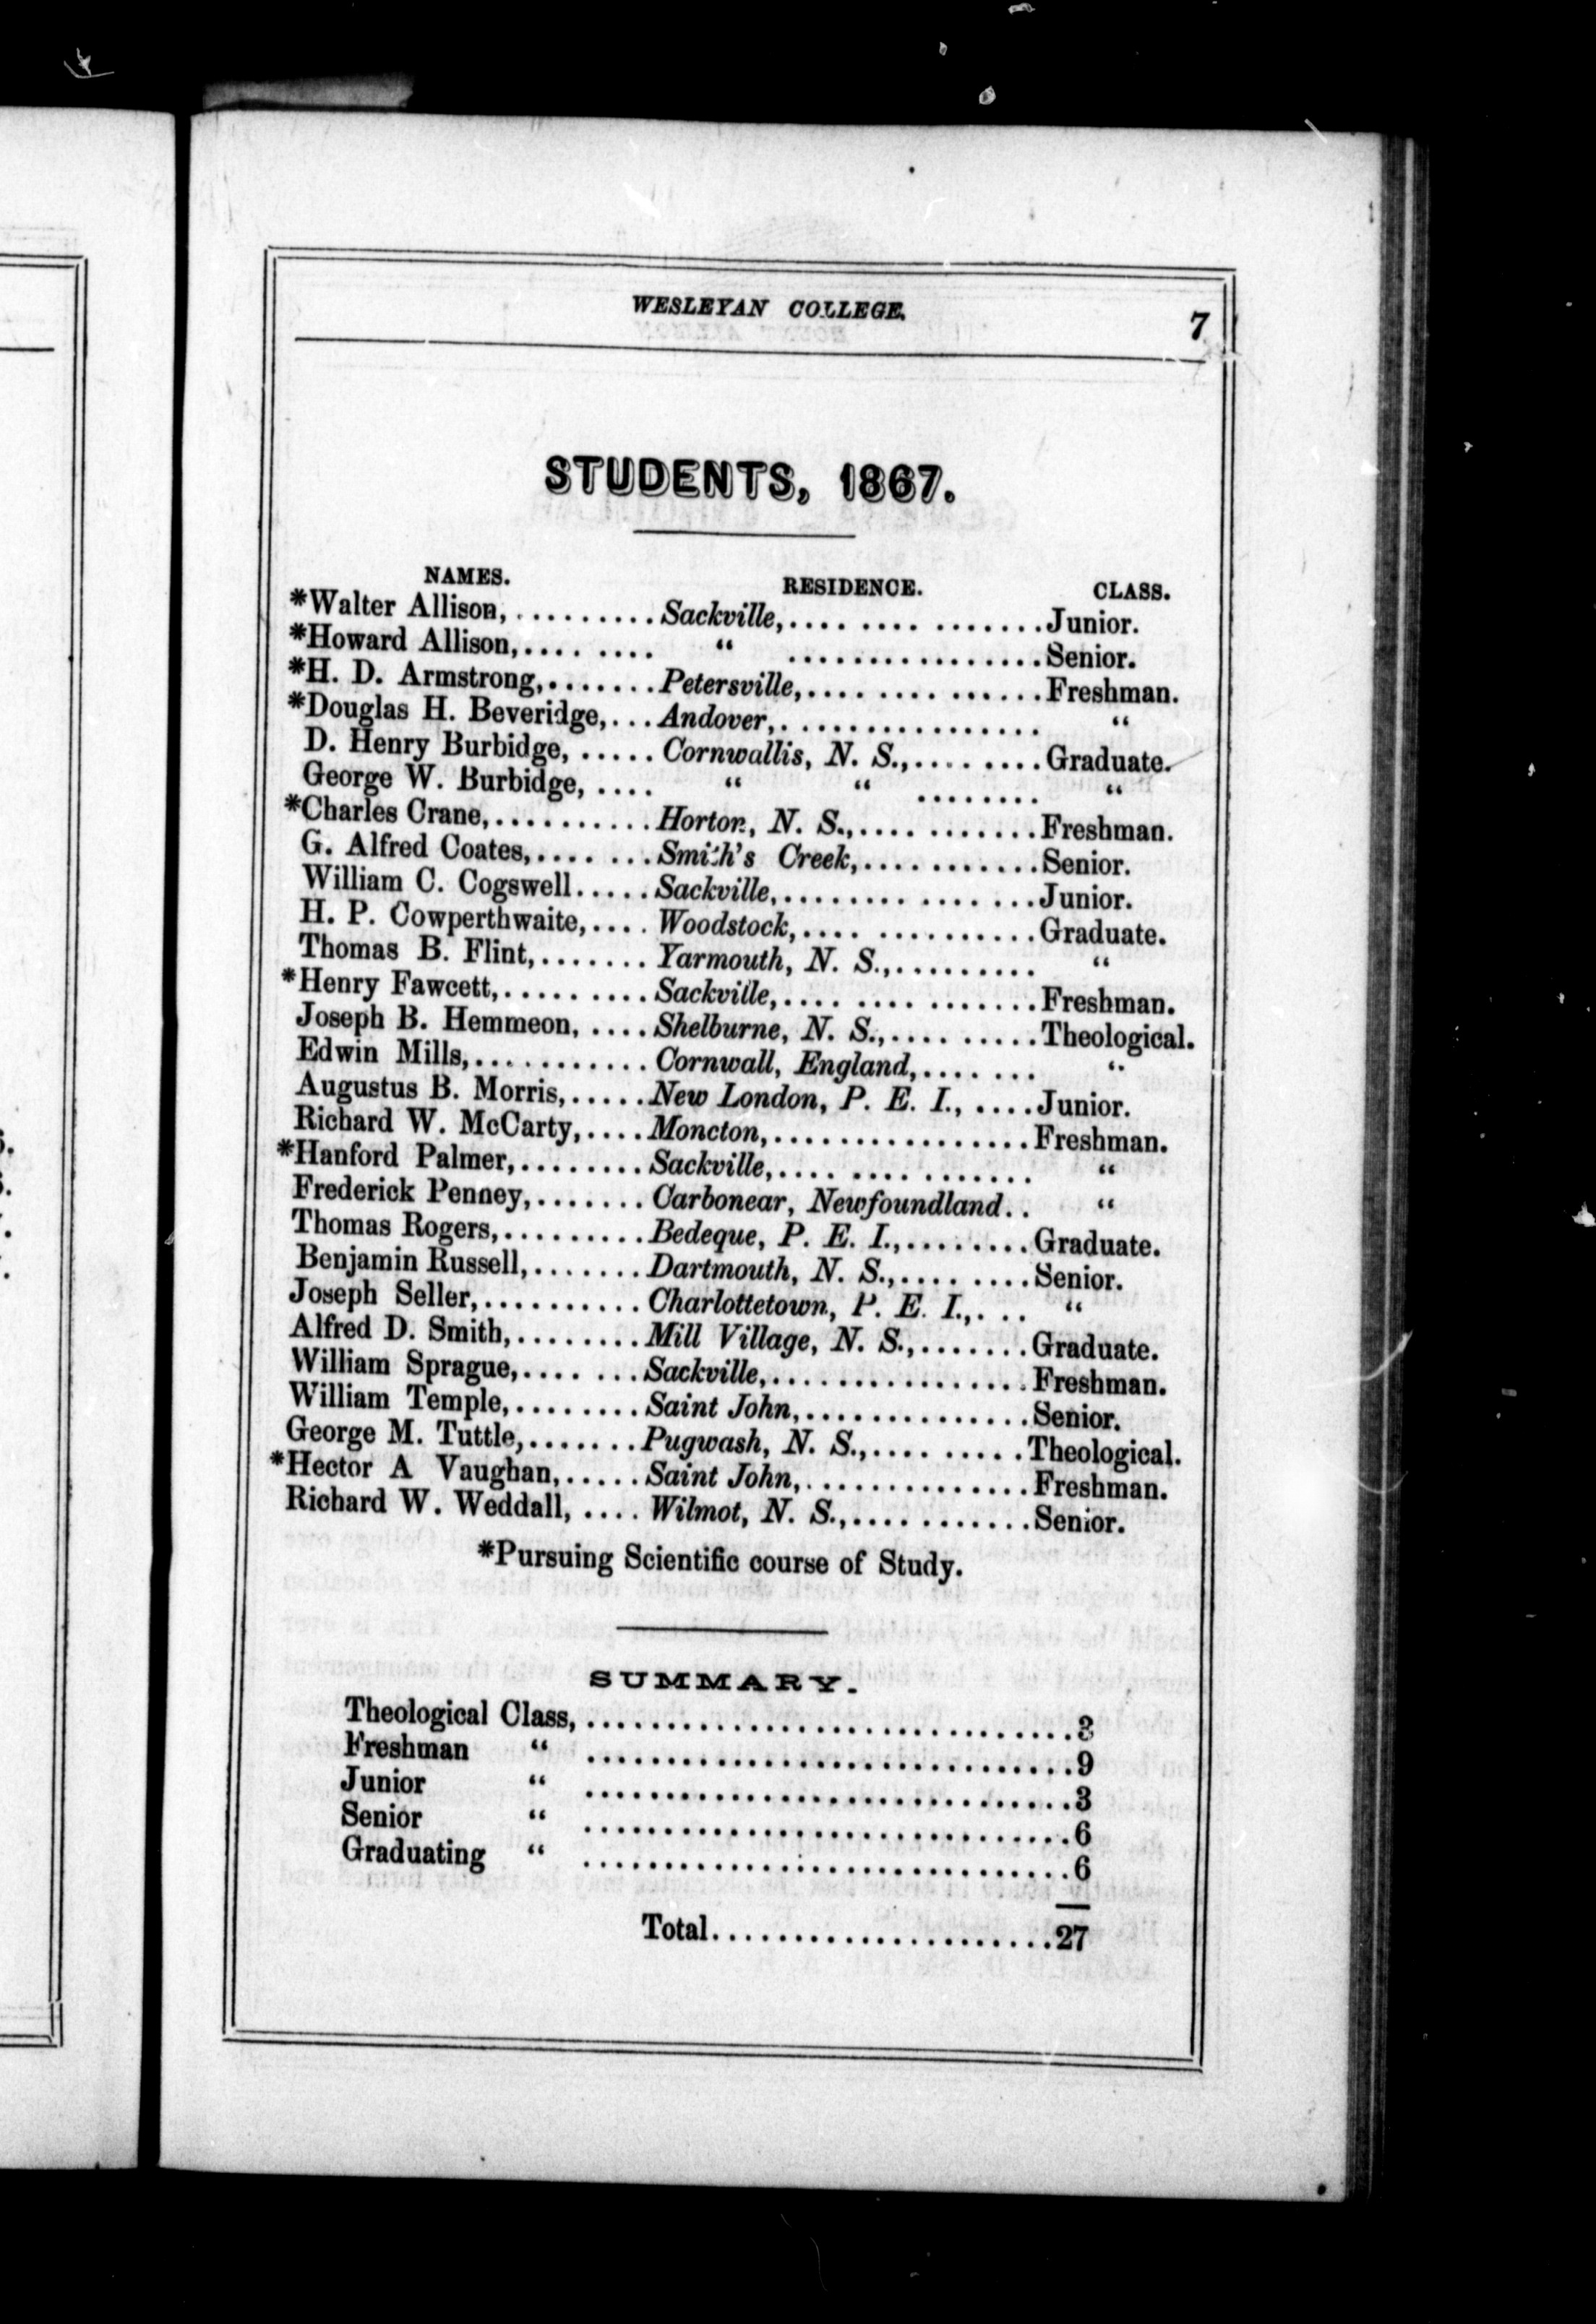 WESLEYAN COLLEGE.
7
STUDENTS, 1867.
NAMES. RESIDENCE. CLASS.
*Walter Allison,.......... Sackville,.... .... .......Junior.
*Howard Allison,.... .... “ ................Senior.
*H. D. Armstrong,....... Petersville,.... .... ......Freshman.
*Douglas H. Beveridge,... Andover,................. “
D. Henry Burbidge, ..... Cornwallis, N. S.,.... ....Graduate.
George W. Burbidge, .... “ “ ........ “
*Charles Crane,.......... Horton, N. S.,.... .......Freshman.
G. Alfred Coates,.... ... Smith's Creek,...........Senior.
William C. Cogswell..... Sackville,........ .......Junior.
H. P. Cowperthwaite,.... Woodstock,.... ..........Graduate.
Thomas B. Flint,....... Yarmouth, N. S.,......... “
*Henry Fawcett,......... Sackville,.... .... .......Freshman.
Joseph B. Hemmeon, .... Shelburne, N. S.,.... .....Theological.
Edwin Mills,........... Cornwall, England,....... “
Augustus B. Morris,..... New London, P. E. I., ....Junior.
Richard W. McCarty,.... Moncton,................Freshman.
*Hanford Palmer,........ Sackville,.... .... ....... “
Frederick Penney,....... Carbonear, Newfoundland.. “
Thomas Rogers,......... Bedeque, P. E. I.,........Graduate.
Benjamin Russell,....... Dartmouth, N. S.,.... ....Senior.
Joseph Seller,.......... Charlottetown, P. E. I.,. .. “
Alfred D. Smith,........ Mill Village, N. S.,.......Graduate.
William Sprague,.... ... Sackville,................Freshman.
William Temple,........ Saint John,..............Senior.
George M. Tuttle,....... Pugwash, N. S.,.... .....Theological.
*Hector A Vaughan,..... Saint John,..............Freshman.
Richard W. Weddall, .... Wilmot, N. S.,...........Senior.
*Pursuing Scientific course of Study.
SUMMARY.
Theological Class,..............................3
Freshman “ ..............................9
Junior “ ..............................3
Senior “ ..............................6
Graduating “ ..............................6
Total.....................27